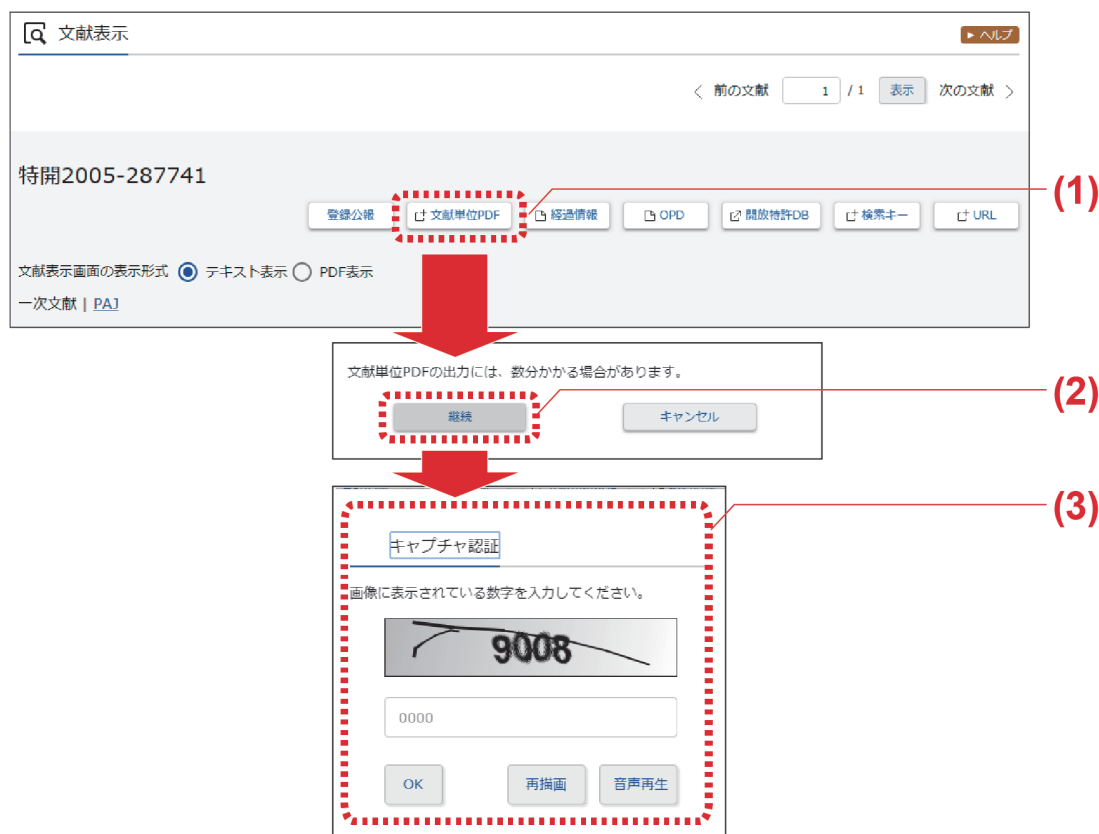 文献表示
ヘルプ
前の文献 1 / 1 表示 次の文献
特開2005-287741
登録公報 文献単位PDF 経過情報 OPD 開放特許DB 検索キー URL
(1)
文献表示画面の表示形式 テキスト表示 PDF表示
一次文献 | PAJ
文献単位PDFの出力には、数分かかる場合があります。
継続 キャンセル
(2)
(3)
キャプチャ認証
画像に表示されている数字を入力してください。
9008
0000
OK 再描画 音声再生